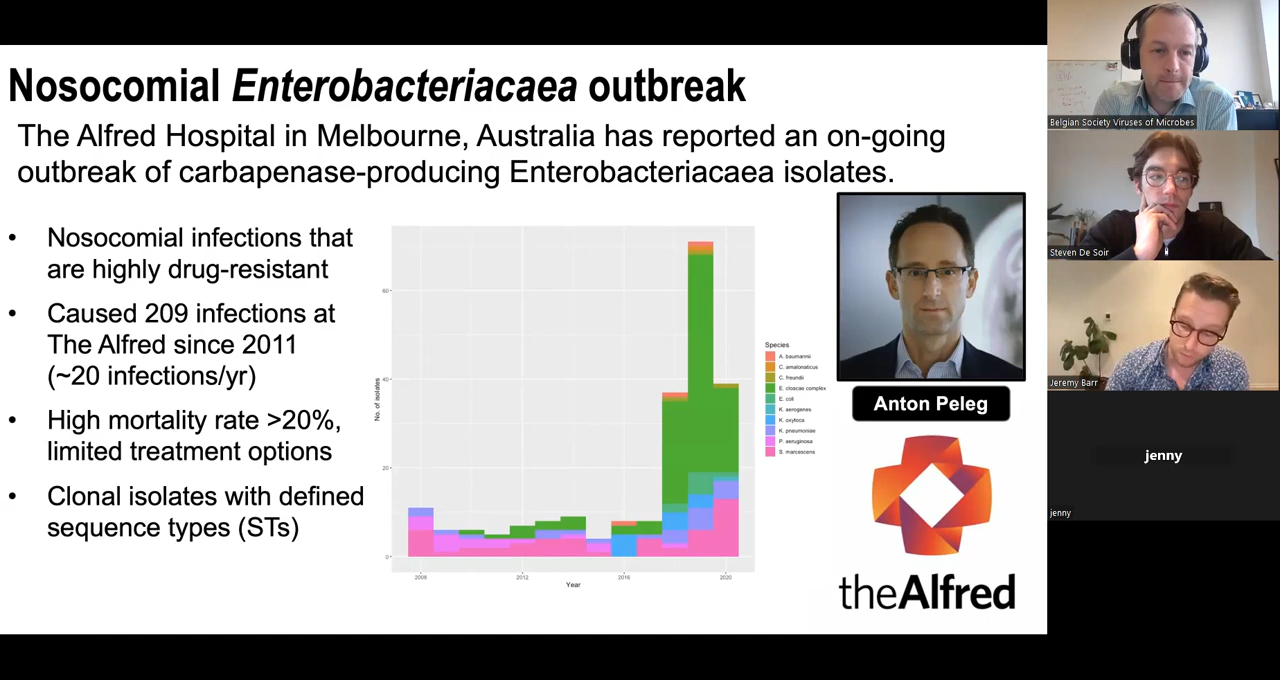 Nosocomial Enterobacteriacaea outbreak
The Alfred Hospital in Melbourne, Australia has reported an on-going
outbreak of carbapenase-producing Enterobacteriacaea isolates.
• Nosocomial infections that
are highly drug-resistant
• Caused 209 infections at
The Alfred since 2011
(~20 infections/yr)
• High mortality rate >20%,
limited treatment options
• Clonal isolates with defined
sequence types (STs)
No. of isolates
60
40
20
0
2008
2012
2016
2020
Year
Species
A. baumannii
C. amalonaticus
C. freundii
E. cloacae complex
E. coli
K. aerogenes
K. oxytoca
K. pneumoniae
P. aeruginosa
S. marcescens
Anton Peleg
theAlfred
Belgian Society Viruses of Microbes
Steven De Soir
Jeremy Barr
jenny
jenny